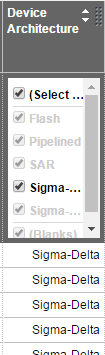 Device
Architecture
(Select ...
Flash
Pipelined
SAR
Sigma-...
Sigma-...
(Blanks)
Sigma-Delta
Sigma-Delta
Sigma-Delta
Sigma-Delta
Sigma-Delta